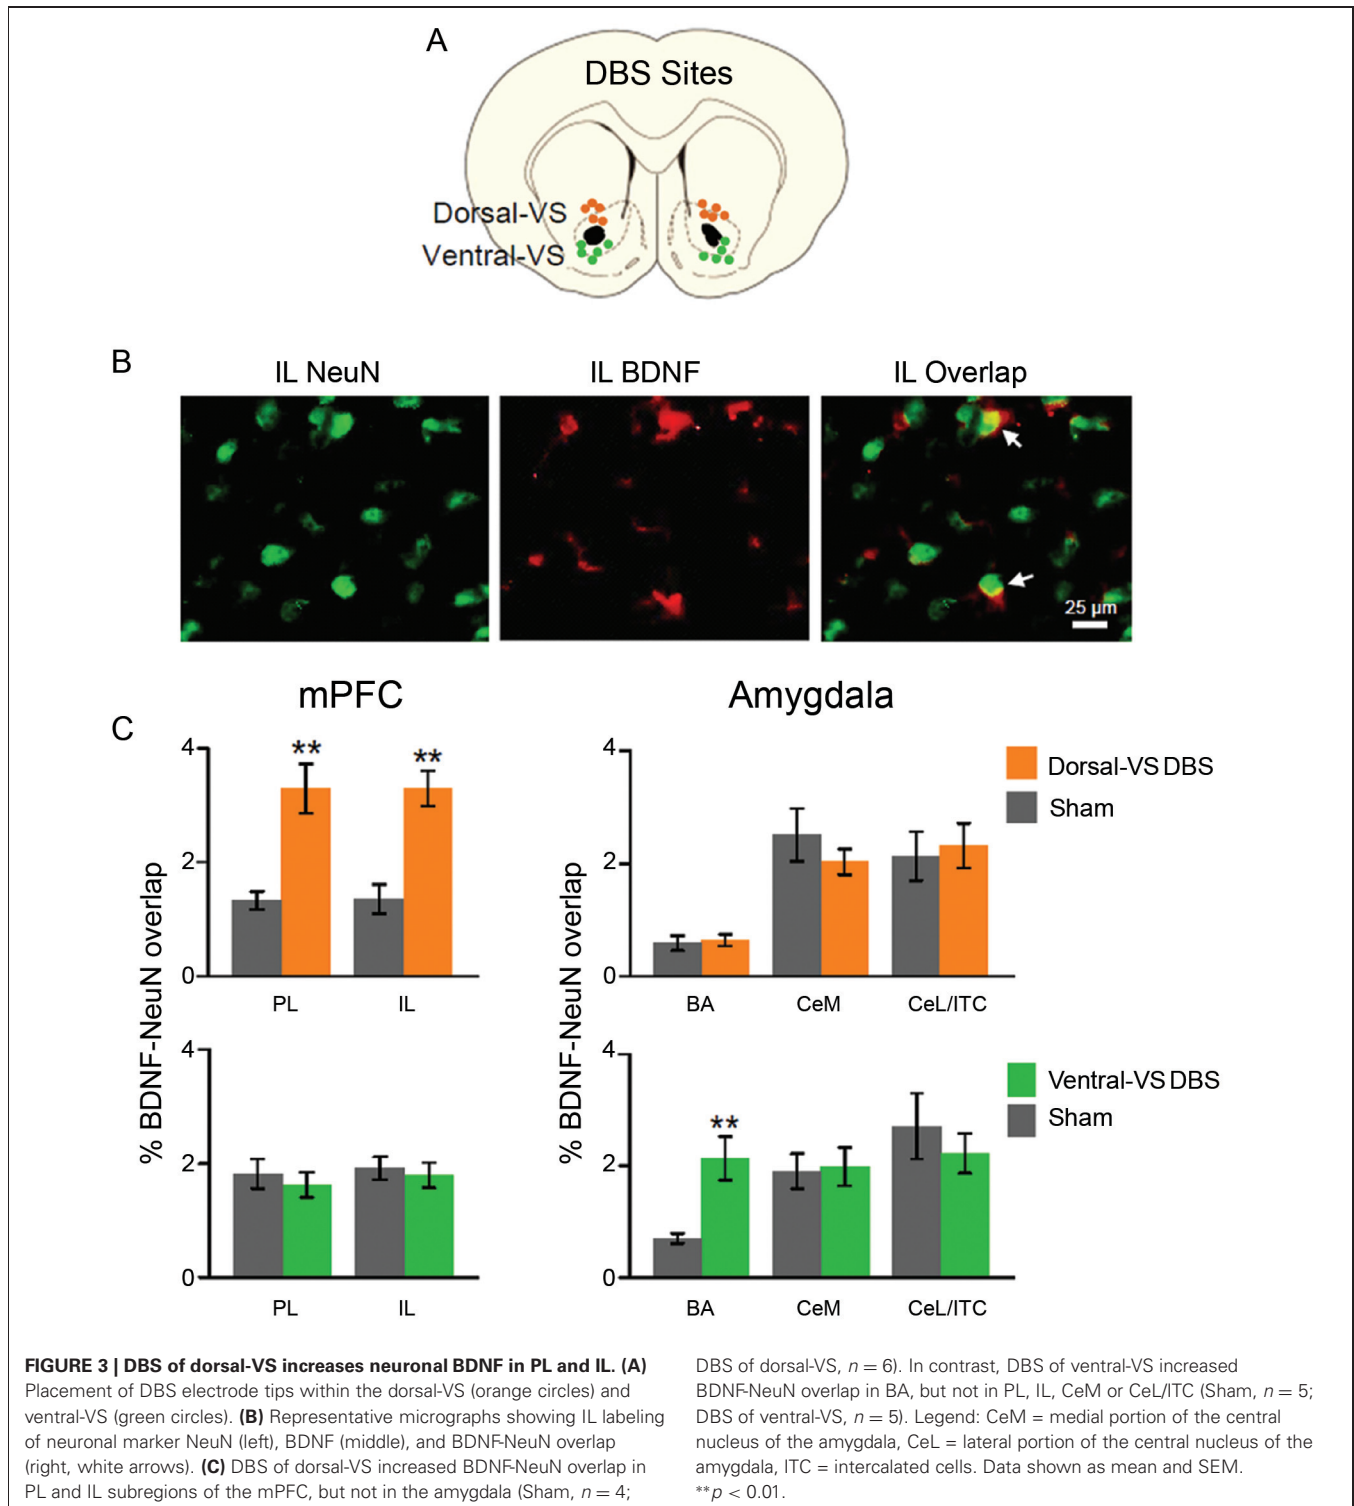 A
DBS Sites
Dorsal-VS
Ventral-VS
B
IL NeuN
IL BDNF
IL Overlap
25 µm
C
mPFC
Amygdala
% BDNF-NeuN overlap
4
2
0
**
**
PL
IL
% BDNF-NeuN overlap
4
2
0
BA
CeM
CeL/ITC
Dorsal-VS DBS
Sham
4
2
0
PL
IL
4
2
0
**
BA
CeM
CeL/ITC
Ventral-VS DBS
Sham
FIGURE 3 | DBS of dorsal-VS increases neuronal BDNF in PL and IL. (A)
Placement of DBS electrode tips within the dorsal-VS (orange circles) and
ventral-VS (green circles). (B) Representative micrographs showing IL labeling
of neuronal marker NeuN (left), BDNF (middle), and BDNF-NeuN overlap
(right, white arrows). (C) DBS of dorsal-VS increased BDNF-NeuN overlap in
PL and IL subregions of the mPFC, but not in the amygdala (Sham, n = 4;
DBS of dorsal-VS, n = 6). In contrast, DBS of ventral-VS increased
BDNF-NeuN overlap in BA, but not in PL, IL, CeM or CeL/ITC (Sham, n = 5;
DBS of ventral-VS, n = 5). Legend: CeM = medial portion of the central
nucleus of the amygdala, CeL = lateral portion of the central nucleus of the
amygdala, ITC = intercalated cells. Data shown as mean and SEM.
**p < 0.01.